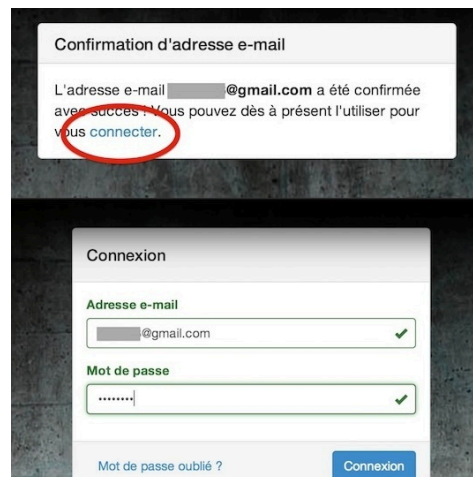 Confirmation d'adresse e-mail
L'adresse e-mail @gmail.com a été confirmée
avec succès ! Vous pouvez dès à présent l'utiliser pour
vous connecter.
Connexion
Adresse e-mail
@gmail.com
Mot de passe
••••••••
Mot de passe oublié ?
Connexion